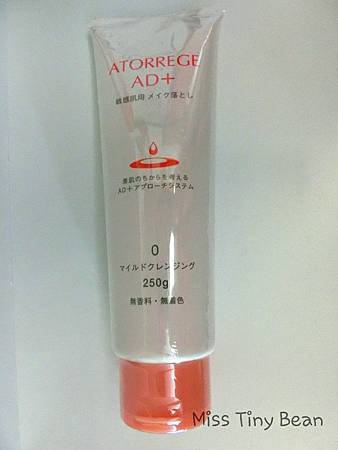 ATORREGE
AD+
敏感肌用 メイク落とし
素肌のちからを考える
AD+アプローチシステム
0
マイルドクレンジング
250g
無香料・無着色
Miss Tiny Bean